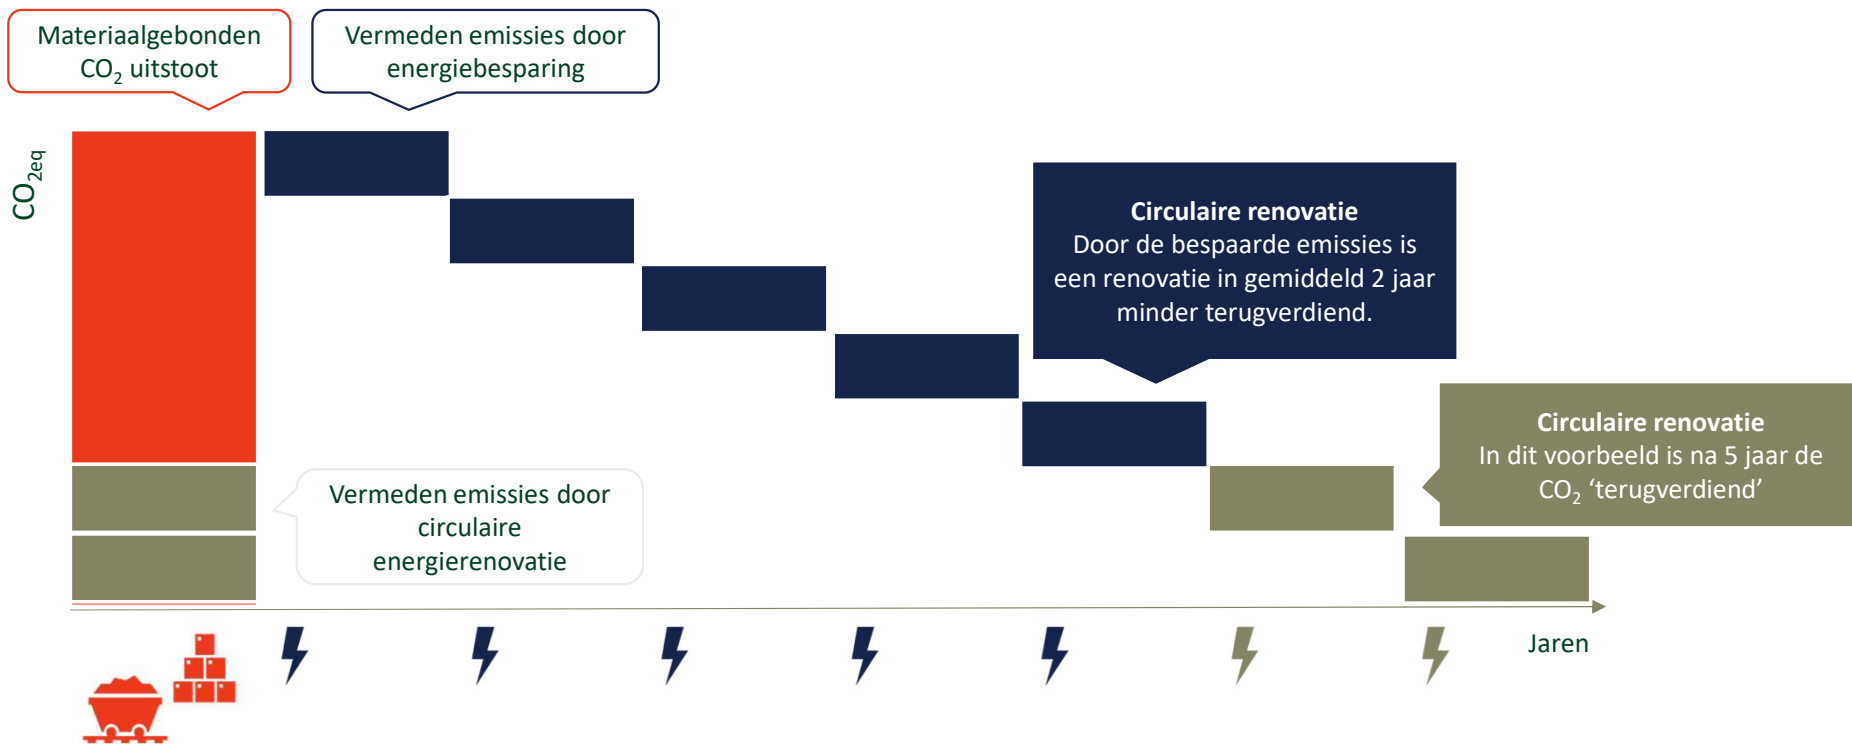 Materiaalgebonden
CO₂ uitstoot
Vermeden emissies door
energiebesparing
CO₂eq
Circulaire renovatie
Door de bespaarde emissies is
een renovatie in gemiddeld 2 jaar
minder terugverdiend.
Circulaire renovatie
In dit voorbeeld is na 5 jaar de
CO₂ ‘terugverdiend’
Vermeden emissies door
circulaire
energierenovatie
Jaren